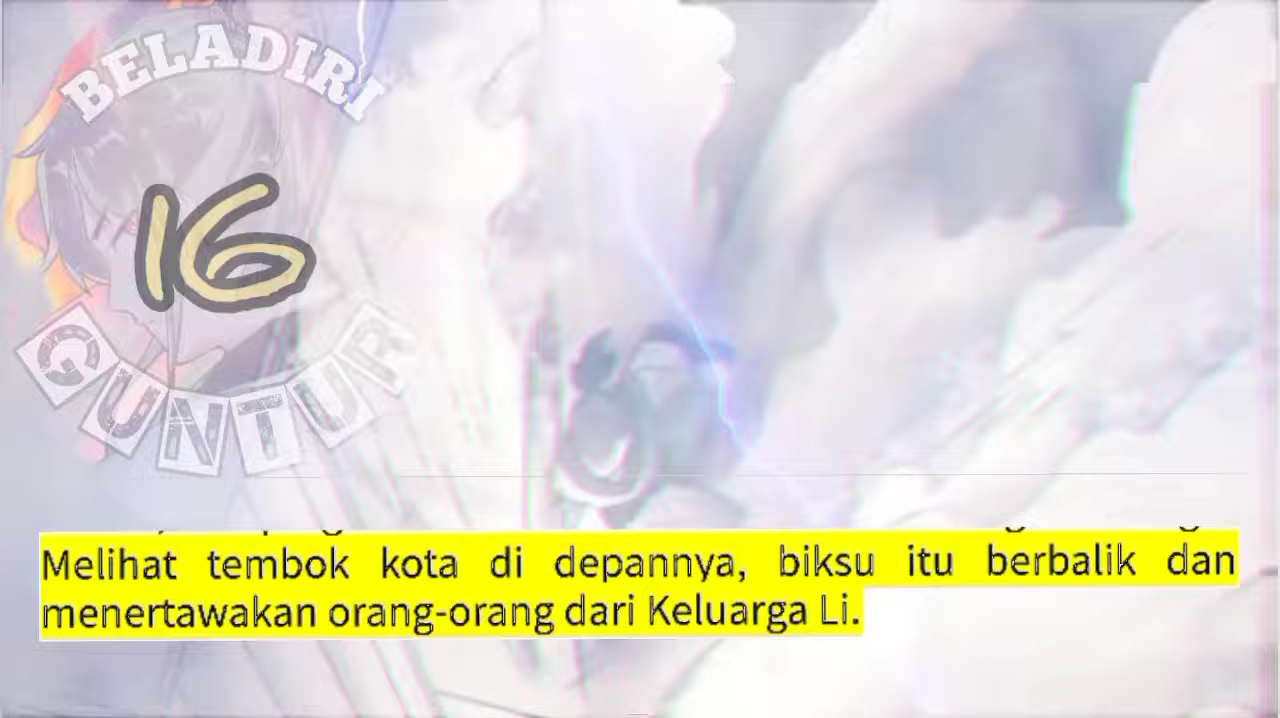 BELADIRI
16
GUNTUR
Melihat tembok kota di depannya, biksu itu berbalik dan
menertawakan orang-orang dari Keluarga Li.